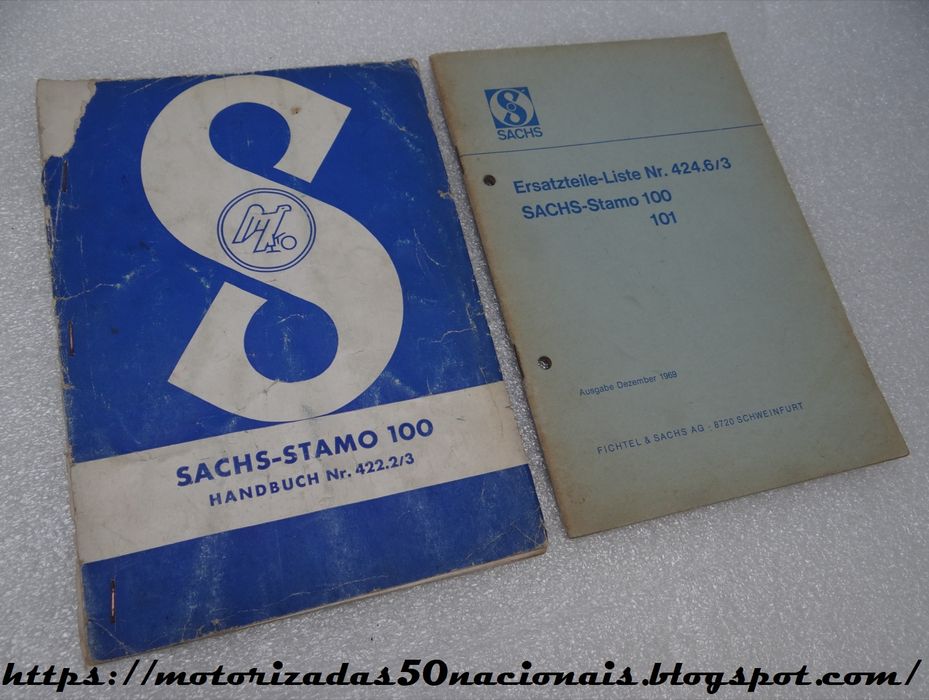 SACHS-STAMO 100
HANDBUCH Nr. 422.2/3
SACHS
Ersatzteile-Liste Nr. 424.6/3
SACHS-Stamo 100
101
Ausgabe Dezember 1969
FICHTEL & SACHS AG · 8720 SCHWEINFURT
https://motorizadas50nacionais.blogspot.com/